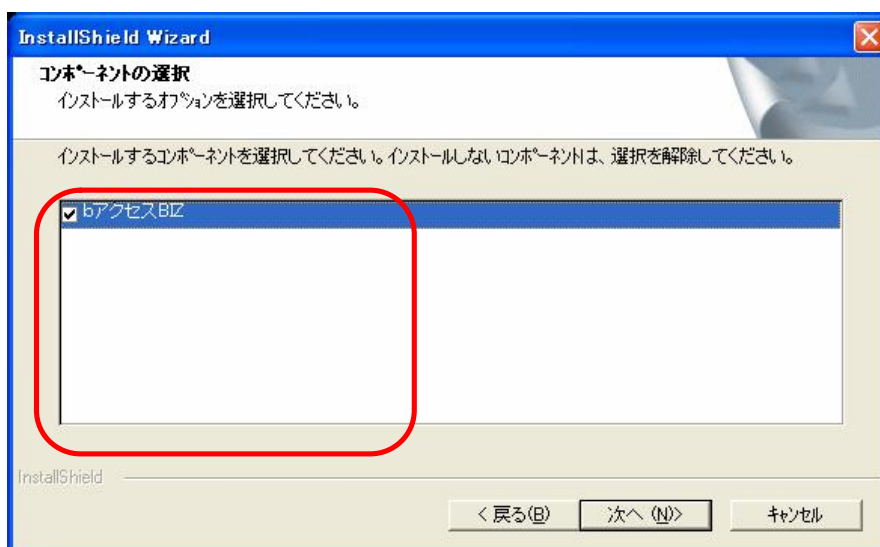 InstallShield Wizard
コンポーネントの選択
インストールするオプションを選択してください。
インストールするコンポーネントを選択してください。インストールしないコンポーネントは、選択を解除してください。
bアクセスBIZ
InstallShield
< 戻る(B) 次へ (N)> キャンセル